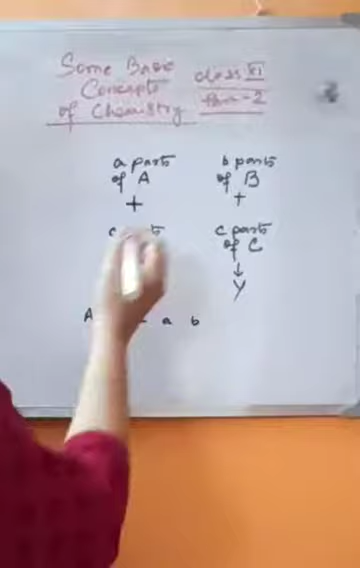 Some Basic
Concepts
of Chemistry
class XI
Part-2
a parts
of A
+
b parts
of B
+
c parts
of C
↓
Y
A
a b